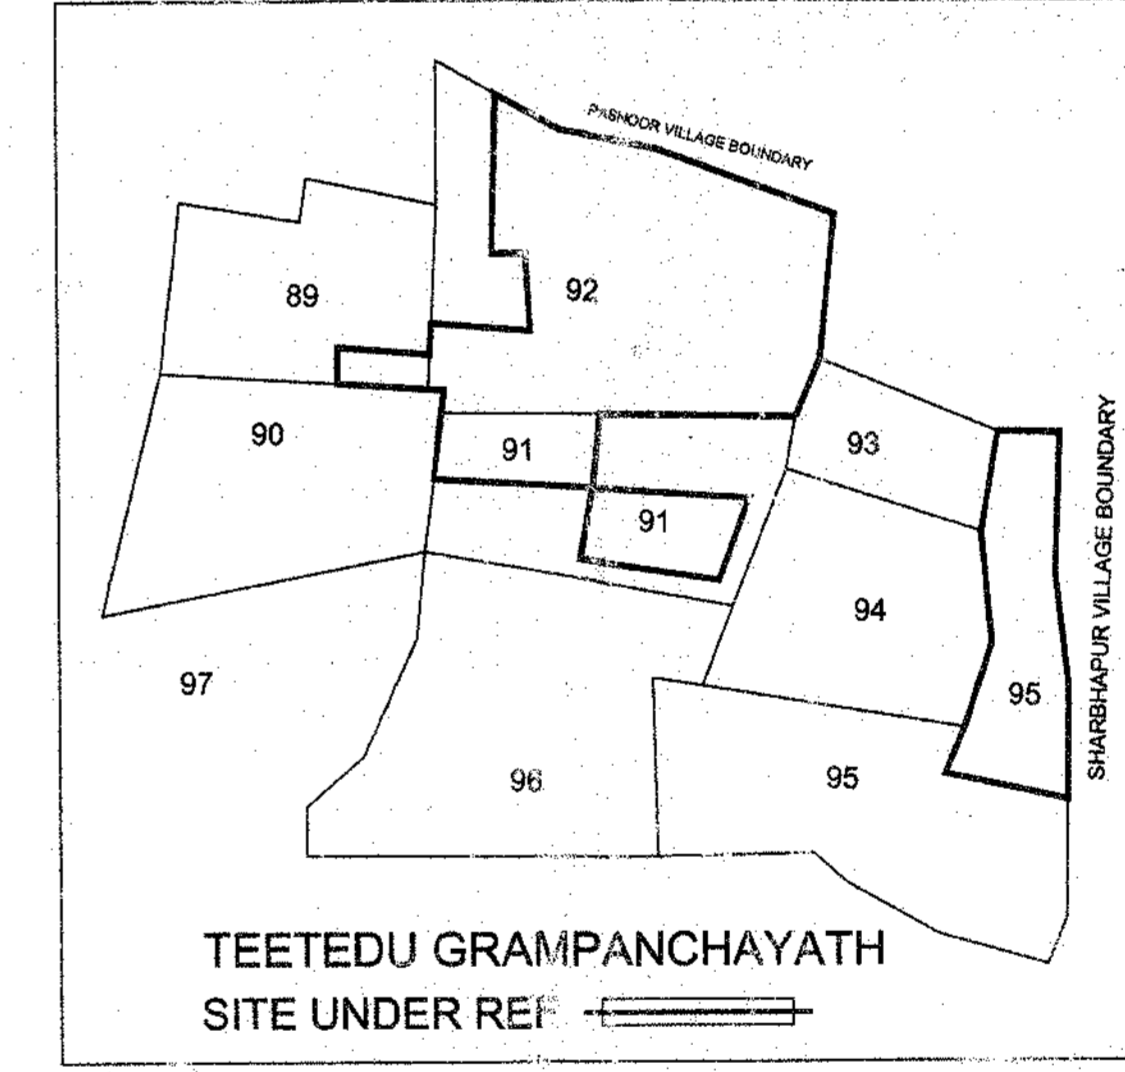 PASHOOR VILLAGE BOUNDARY
89
92
90
91
93
91
SHARBHAPUR VILLAGE BOUNDARY
94
97
95
96
95
TEETEDU GRAMPANCHAYATH
SITE UNDER REF